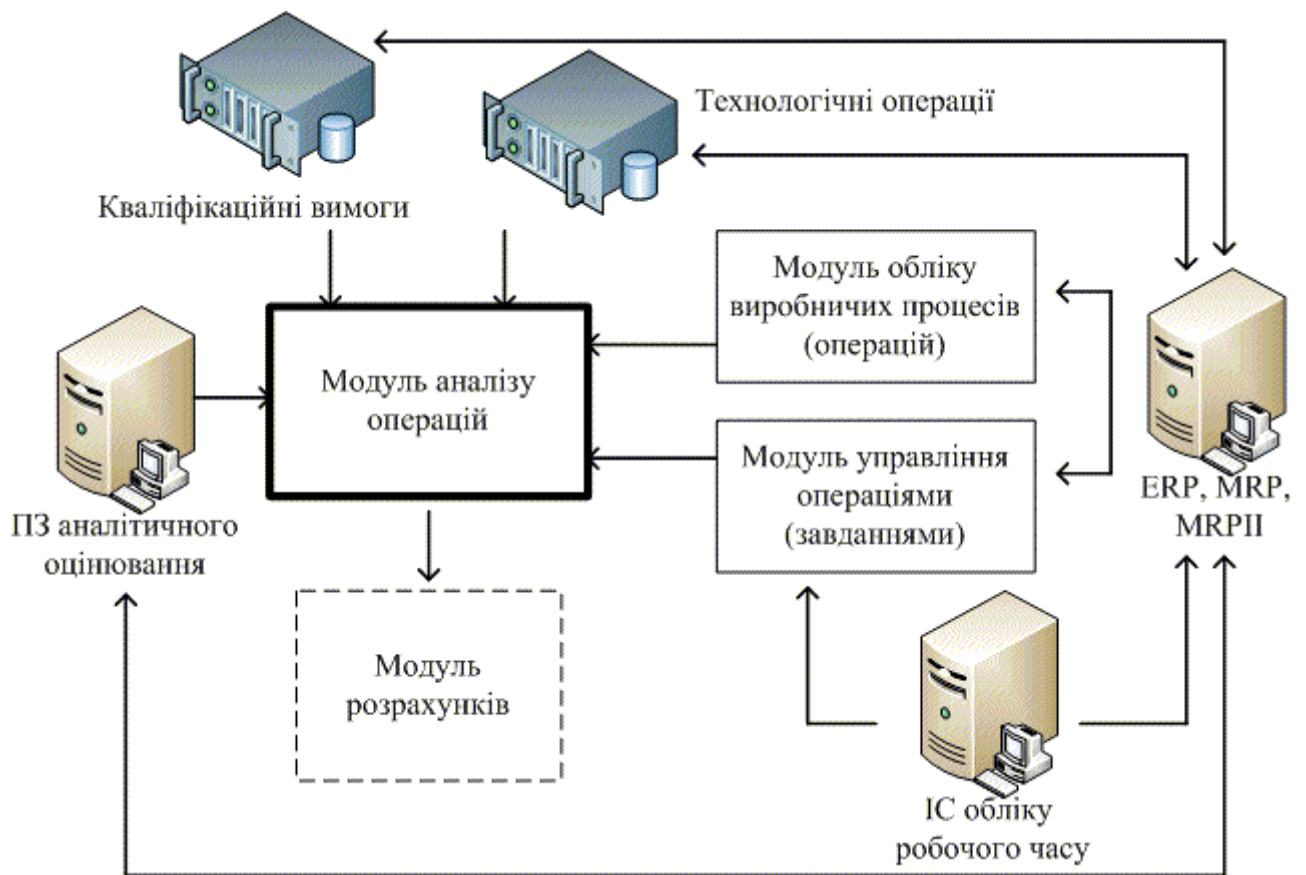 Технологічні операції
Кваліфікаційні вимоги
Модуль обліку
виробничих процесів
(операцій)
Модуль аналізу
операцій
Модуль управління
операціями
(завданнями)
ERP, MRP,
MRPII
ПЗ аналітичного
оцінювання
Модуль
розрахунків
ІС обліку
робочого часу